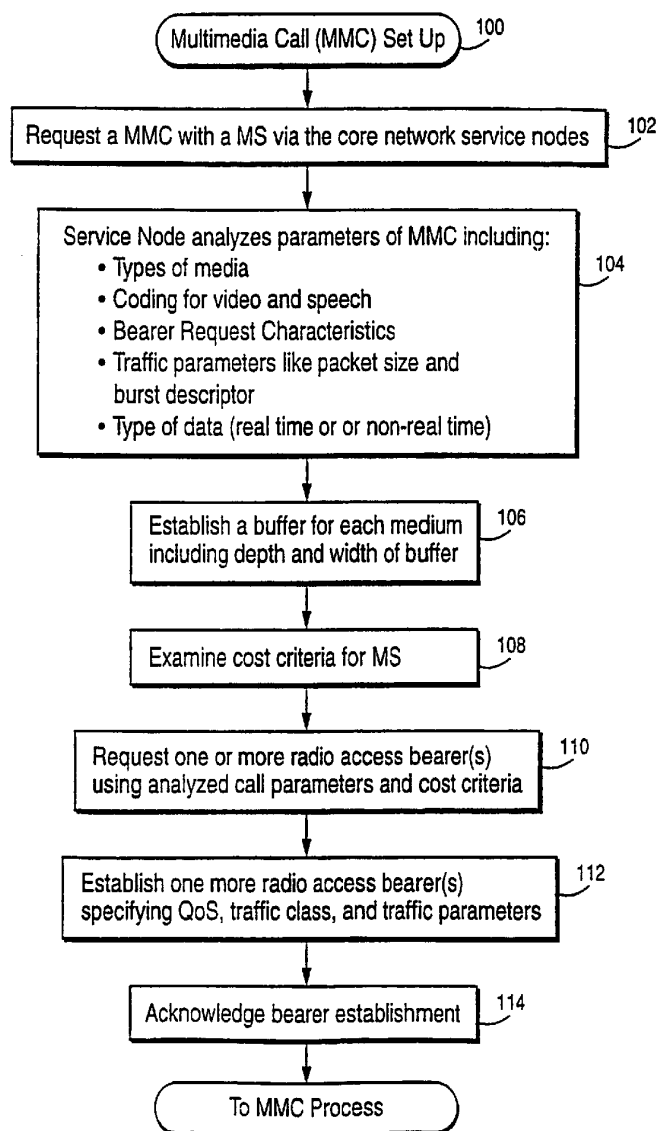 Multimedia Call (MMC) Set Up
100
Request a MMC with a MS via the core network service nodes
102
Service Node analyzes parameters of MMC including:
• Types of media
• Coding for video and speech
• Bearer Request Characteristics
• Traffic parameters like packet size and
burst descriptor
• Type of data (real time or or non-real time)
104
Establish a buffer for each medium
including depth and width of buffer
106
Examine cost criteria for MS
108
Request one or more radio access bearer(s)
using analyzed call parameters and cost criteria
110
Establish one more radio access bearer(s)
specifying QoS, traffic class, and traffic parameters
112
Acknowledge bearer establishment
114
To MMC Process